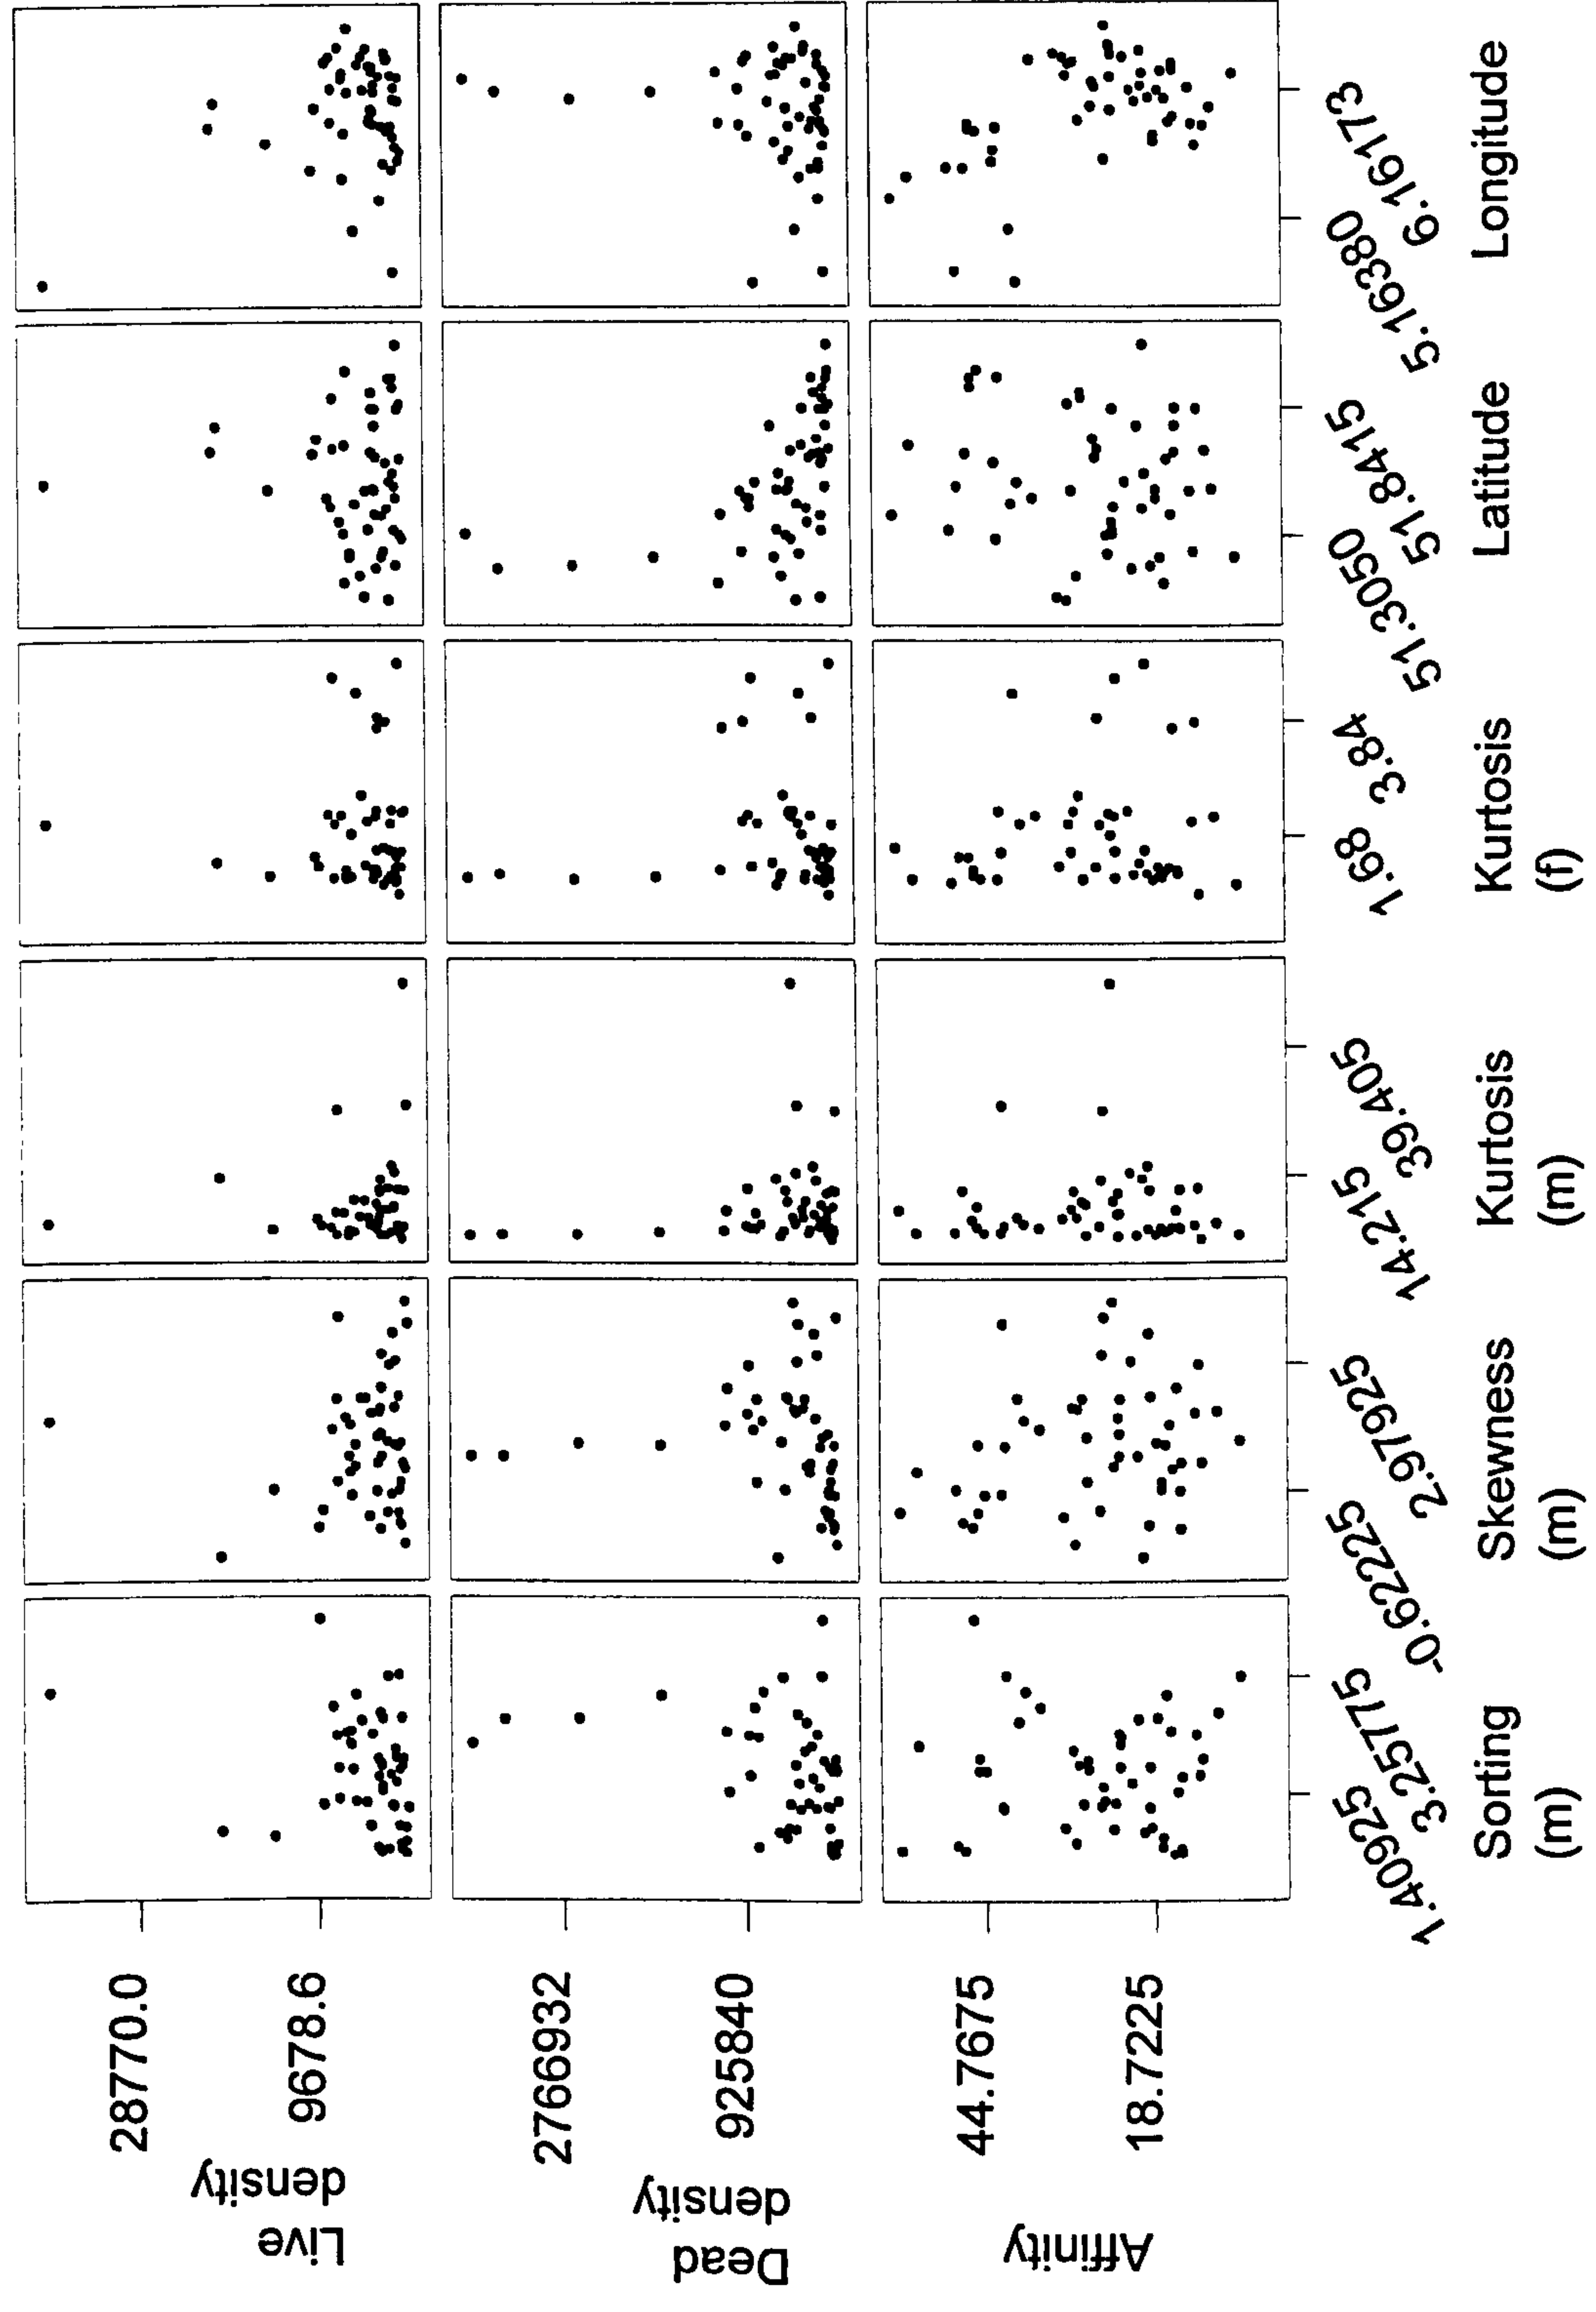 Live
density
28770.0
9678.6
Dead
density
2766932
925840
Affinity
44.7675
18.7225
1.40925
3.25775
-0.62225
2.97925
14.215
39.405
1.68
3.84
51.3050
51.8415
5.16380
6.16173
Sorting
(m)
Skewness
(m)
Kurtosis
(m)
Kurtosis
(f)
Latitude
Longitude